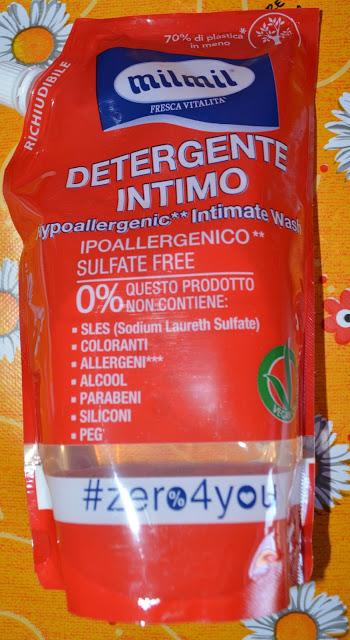 70% di plastica*
in meno
RICHIUDIBILE
milmil®
FRESCA VITALITÀ
DETERGENTE
INTIMO
Hypoallergenic** Intimate Wash
IPOALLERGENICO**
SULFATE FREE
0% QUESTO PRODOTTO
NON CONTIENE:
▪ SLES (Sodium Laureth Sulfate)
▪ COLORANTI
▪ ALLERGENI***
▪ ALCOOL
▪ PARABENI
▪ SILICONI
▪ PEG
VEGAN
#zer%4you